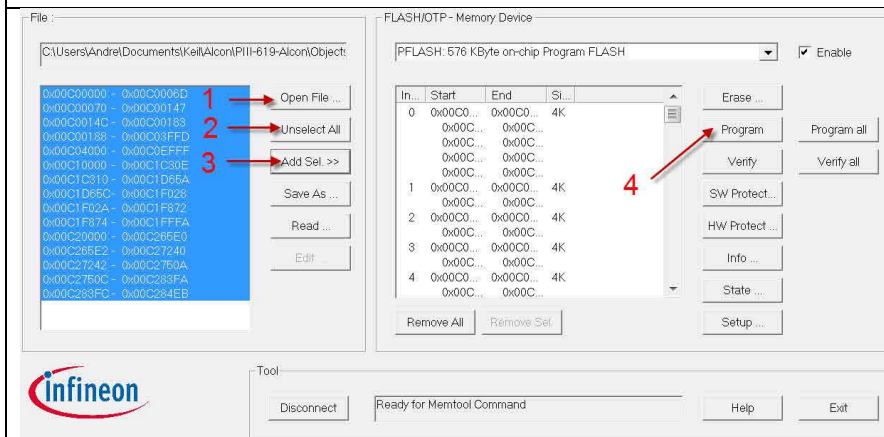 File :
C:\Users\Andre\Documents\Keil\Alcon\PIII-619-Alcon\Object
0x00C00000 - 0x00C0006D
0x00C00070 - 0x00C00147
0x00C0014C - 0x00C00183
0x00C00188 - 0x00C03FFD
0x00C04000 - 0x00C0EFFF
0x00C10000 - 0x00C1C30E
0x00C1C310 - 0x00C1D65A
0x00C1D65C - 0x00C1F028
0x00C1F02A - 0x00C1F872
0x00C1F874 - 0x00C1FFFA
0x00C20000 - 0x00C265E0
0x00C265E2 - 0x00C27240
0x00C27242 - 0x00C2750A
0x00C2750C - 0x00C283FA
0x00C283FC - 0x00C284EB
1
Open File ...
2
Unselect All
3
Add Sel. >>
Save As ...
Read ...
Edit ...
FLASH/OTP - Memory Device
PFLASH: 576 KByte on-chip Program FLASH
Enable
In... Start End Si...
0 0x00C0... 0x00C0... 4K
0x00C... 0x00C...
0x00C... 0x00C...
0x00C... 0x00C...
0x00C... 0x00C...
1 0x00C0... 0x00C0... 4K
0x00C... 0x00C...
2 0x00C0... 0x00C0... 4K
0x00C... 0x00C...
3 0x00C0... 0x00C0... 4K
0x00C... 0x00C...
4 0x00C0... 0x00C0... 4K
0x00C... 0x00C...
Remove All
Remove Sel.
4
Erase ...
Program
Program all
Verify
Verify all
SW Protect...
HW Protect...
Info ...
State ...
Setup ...
infineon
Tool
Disconnect
Ready for Memtool Command
Help
Exit